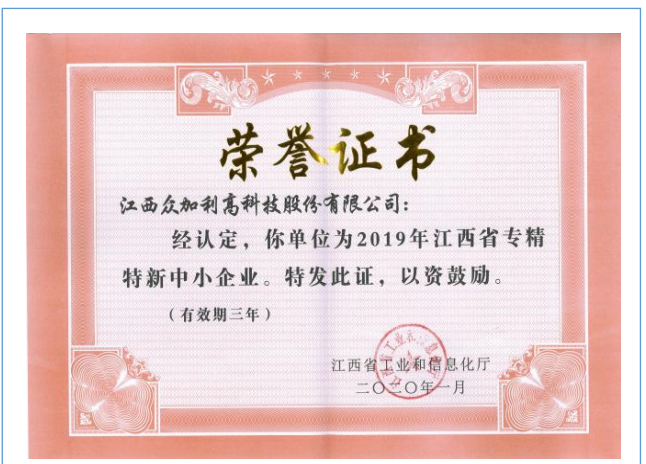 荣誉证书
江西众加利高科技股份有限公司:
经认定，你单位为2019年江西省专精
特新中小企业。特发此证，以资鼓励。
（有效期三年）
江西省工业和信息化厅
二〇二〇年一月